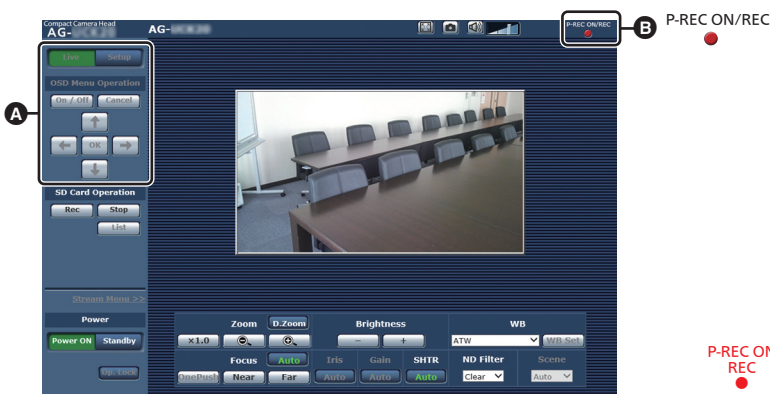 Compact Camera Head
AG-
AG-
P-REC ON/REC
B
P-REC ON/REC
Live Setup
OSD Menu Operation
On / Off Cancel
A
OK
SD Card Operation
Rec Stop
List
Stream Menu >>
Power
Power ON Standby
Op. Lock
Zoom D.Zoom Brightness WB
×1.0 - + ATW WB Set
Focus Auto Iris Gain SHTR ND Filter Scene
OnePush Near Far Auto Auto Auto Clear Auto
P-REC ON
REC